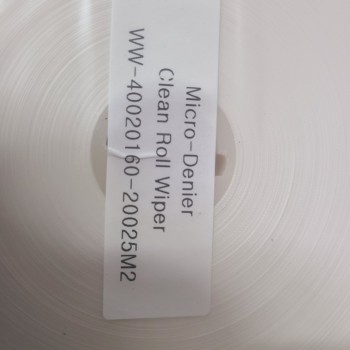 Micro-Denier
Clean Roll Wiper
WW-40020160-20025M2